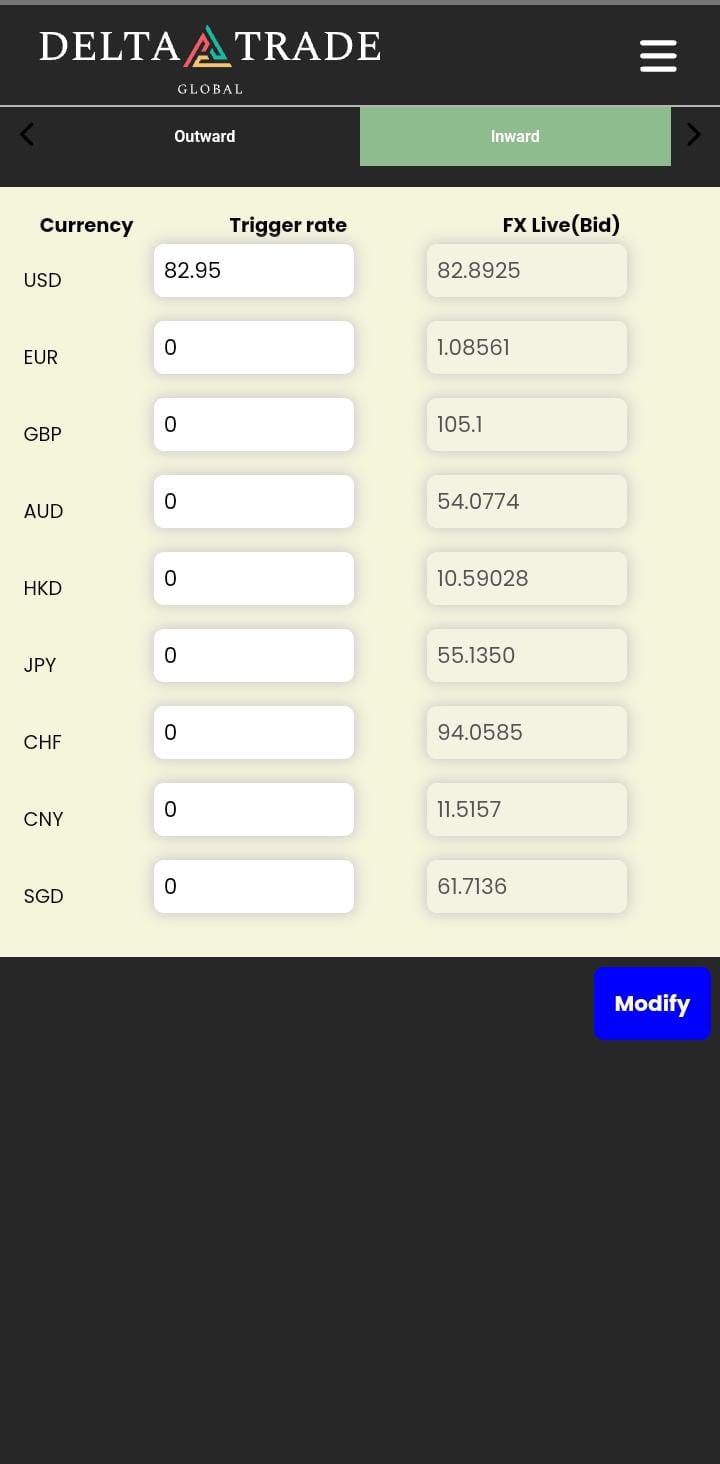 DELTA TRADE
GLOBAL
Outward Inward
Currency Trigger rate FX Live(Bid)
USD 82.95 82.8925
EUR 0 1.08561
GBP 0 105.1
AUD 0 54.0774
HKD 0 10.59028
JPY 0 55.1350
CHF 0 94.0585
CNY 0 11.5157
SGD 0 61.7136
Modify